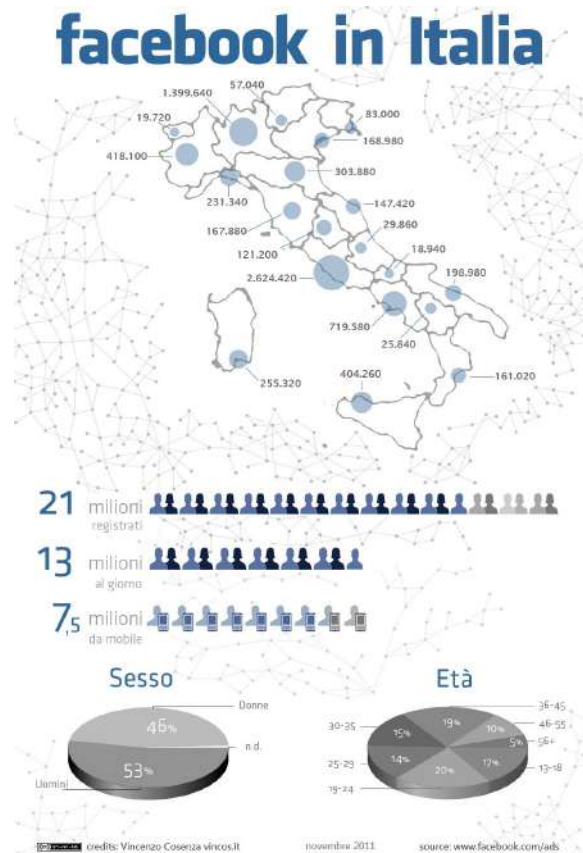 facebook in Italia
57.040
1.399.640
83.000
19.720
168.980
418.100
303.880
231.340
147.420
167.880
29.860
121.200
18.940
2.624.420
198.980
719.580
25.840
404.260
161.020
255.320
21 milioni
registrati
13 milioni
al giorno
7,5 milioni
da mobile
Sesso
Età
Donne
46%
n.d.
53%
Uomini
36-45
30-35
19%
46-55
15%
10%
56+
5%
25-29
14%
17%
13-18
20%
19-24
credits: Vincenzo Cosenza vincos.it
novembre 2011
source: www.facebook.com/ads